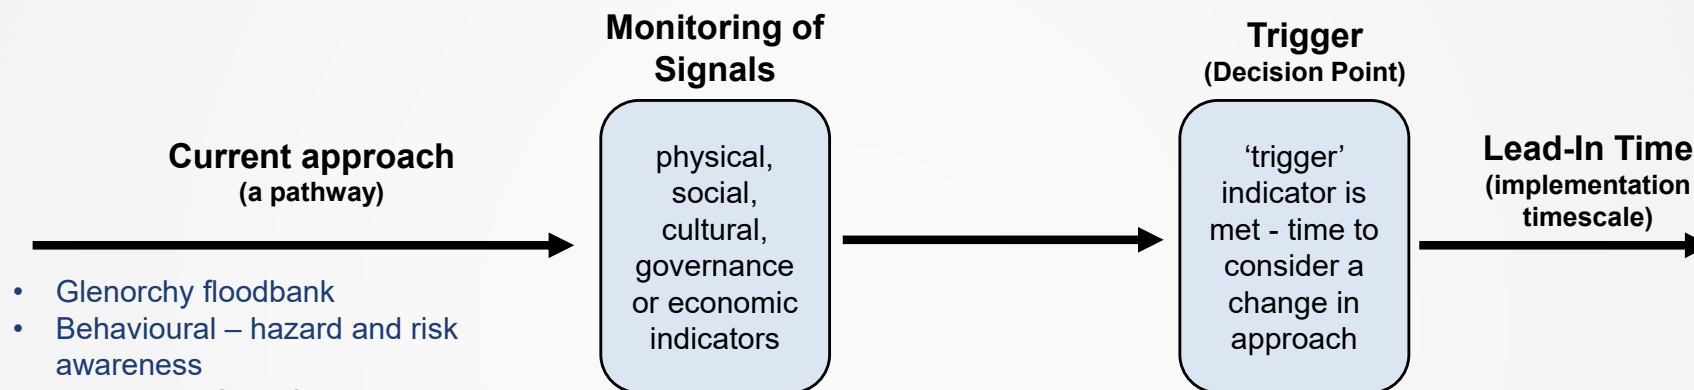 Monitoring of
Signals
Trigger
(Decision Point)
Current approach
(a pathway)
physical,
social,
cultural,
governance
or economic
indicators
‘trigger’
indicator is
met - time to
consider a
change in
approach
Lead-In Time
(implementation
timescale)
• Glenorchy floodbank
• Behavioural – hazard and risk
awareness